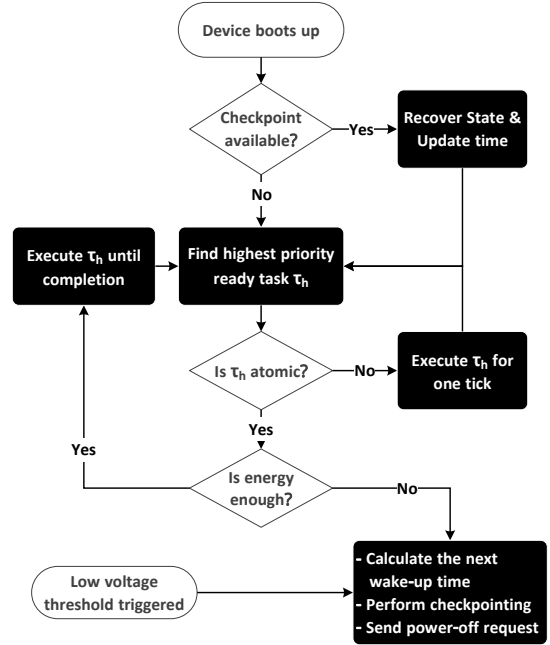 Device boots up
Checkpoint
available?
Yes
Recover State &
Update time
No
Execute τh until
completion
Find highest priority
ready task τh
Is τh atomic?
No
Execute τh for
one tick
Yes
Yes
Is energy
enough?
No
- Calculate the next
wake-up time
- Perform checkpointing
- Send power-off request
Low voltage
threshold triggered